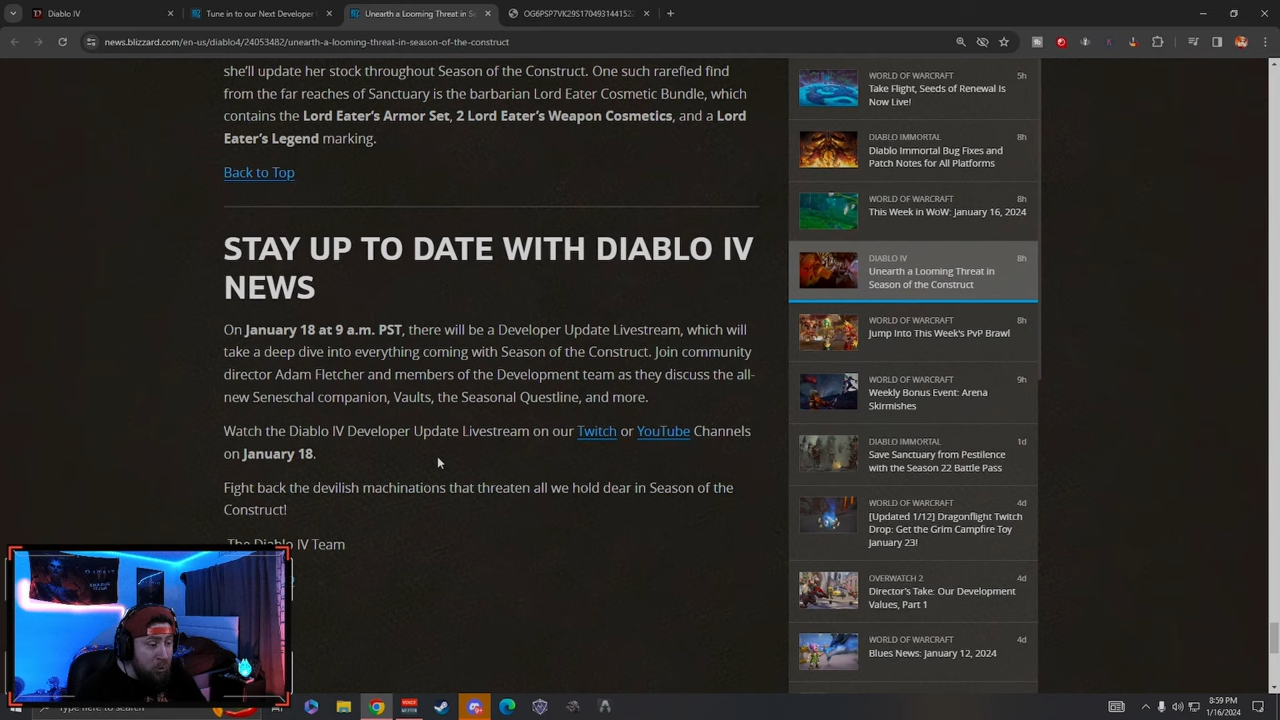 Diablo IV
Tune in to our Next Developer
Unearth a Looming Threat in Se
OG6PSP7VK29S1704931441522
news.blizzard.com/en-us/diablo4/24053482/unearth-a-looming-threat-in-season-of-the-construct
she'll update her stock throughout Season of the Construct. One such rarefied find
from the far reaches of Sanctuary is the barbarian Lord Eater Cosmetic Bundle, which
contains the Lord Eater's Armor Set, 2 Lord Eater's Weapon Cosmetics, and a Lord
Eater's Legend marking.
Back to Top
STAY UP TO DATE WITH DIABLO IV
NEWS
On January 18 at 9 a.m. PST, there will be a Developer Update Livestream, which will
take a deep dive into everything coming with Season of the Construct. Join community
director Adam Fletcher and members of the Development team as they discuss the all-
new Seneschal companion, Vaults, the Seasonal Questline, and more.
Watch the Diablo IV Developer Update Livestream on our Twitch or YouTube Channels
on January 18.
Fight back the devilish machinations that threaten all we hold dear in Season of the
Construct!
-The Diablo IV Team
WORLD OF WARCRAFT 5h
Take Flight, Seeds of Renewal Is
Now Live!
DIABLO IMMORTAL 8h
Diablo Immortal Bug Fixes and
Patch Notes for All Platforms
WORLD OF WARCRAFT 8h
This Week in WoW: January 16, 2024
DIABLO IV 8h
Unearth a Looming Threat in
Season of the Construct
WORLD OF WARCRAFT 8h
Jump Into This Week's PvP Brawl
WORLD OF WARCRAFT 9h
Weekly Bonus Event: Arena
Skirmishes
DIABLO IMMORTAL 1d
Save Sanctuary from Pestilence
with the Season 22 Battle Pass
WORLD OF WARCRAFT 4d
[Updated 1/12] Dragonflight Twitch
Drop: Get the Grim Campfire Toy
January 23!
OVERWATCH 2 4d
Director's Take: Our Development
Values, Part 1
WORLD OF WARCRAFT 4d
Blues News: January 12, 2024
Type here to search
8:59 PM
1/16/2024